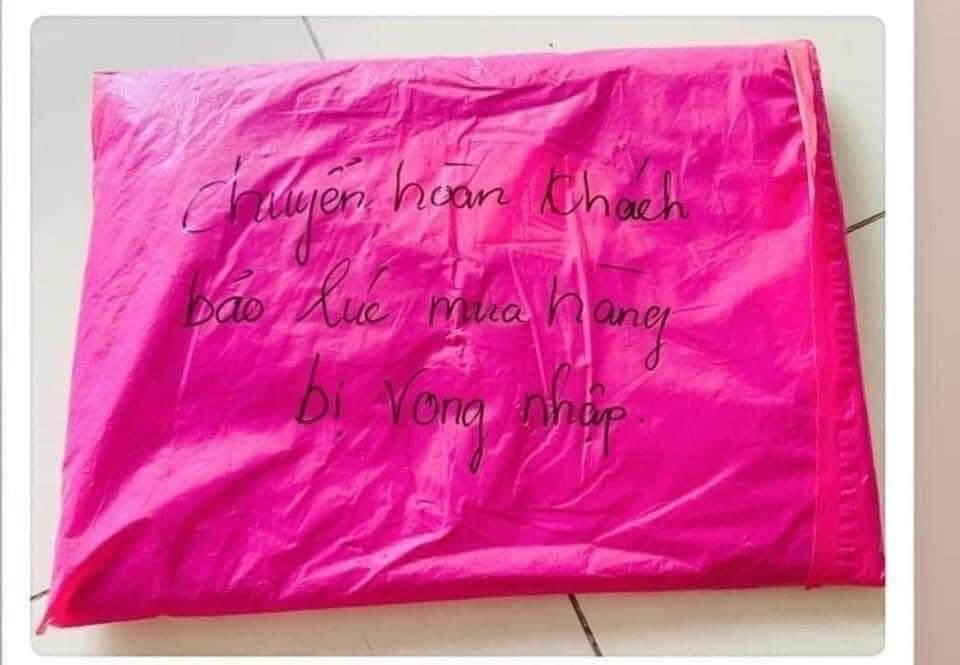 chuyển hoàn khách
báo lúc mua hàng
bị vong nhập.